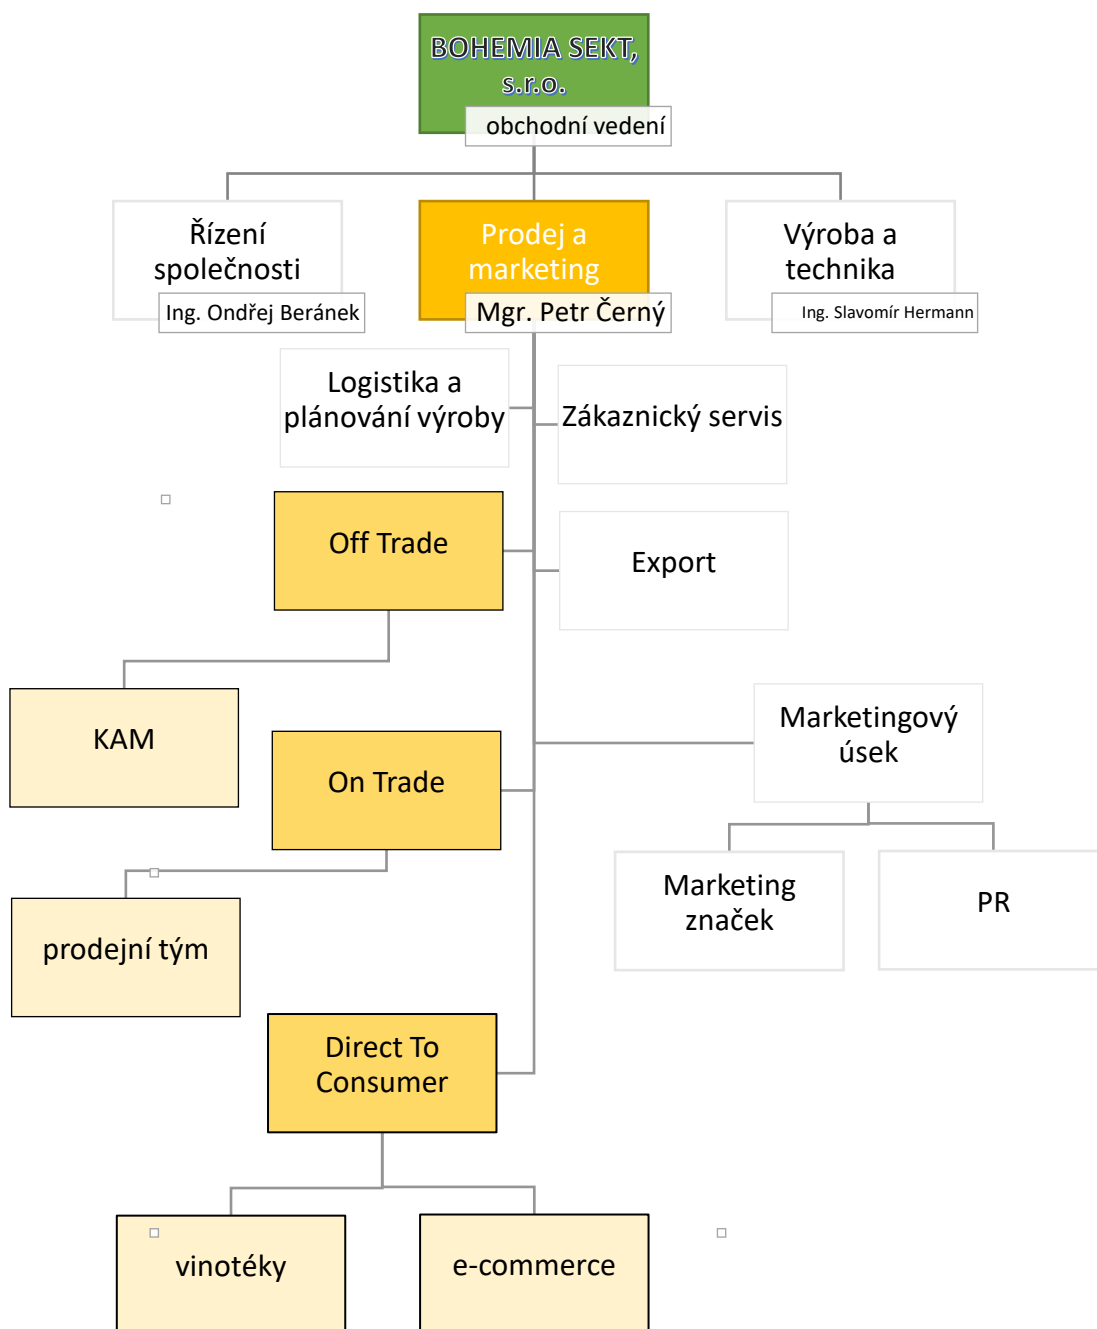 BOHEMIA SEKT,
s.r.o.
obchodní vedení
Řízení
společnosti
Ing. Ondřej Beránek
Prodej a
marketing
Mgr. Petr Černý
Výroba a
technika
Ing. Slavomír Hermann
Logistika a
plánování výroby
Zákaznický servis
Off Trade
Export
KAM
On Trade
Marketingový
úsek
prodejní tým
Marketing
značek
PR
Direct To
Consumer
vinotéky
e-commerce